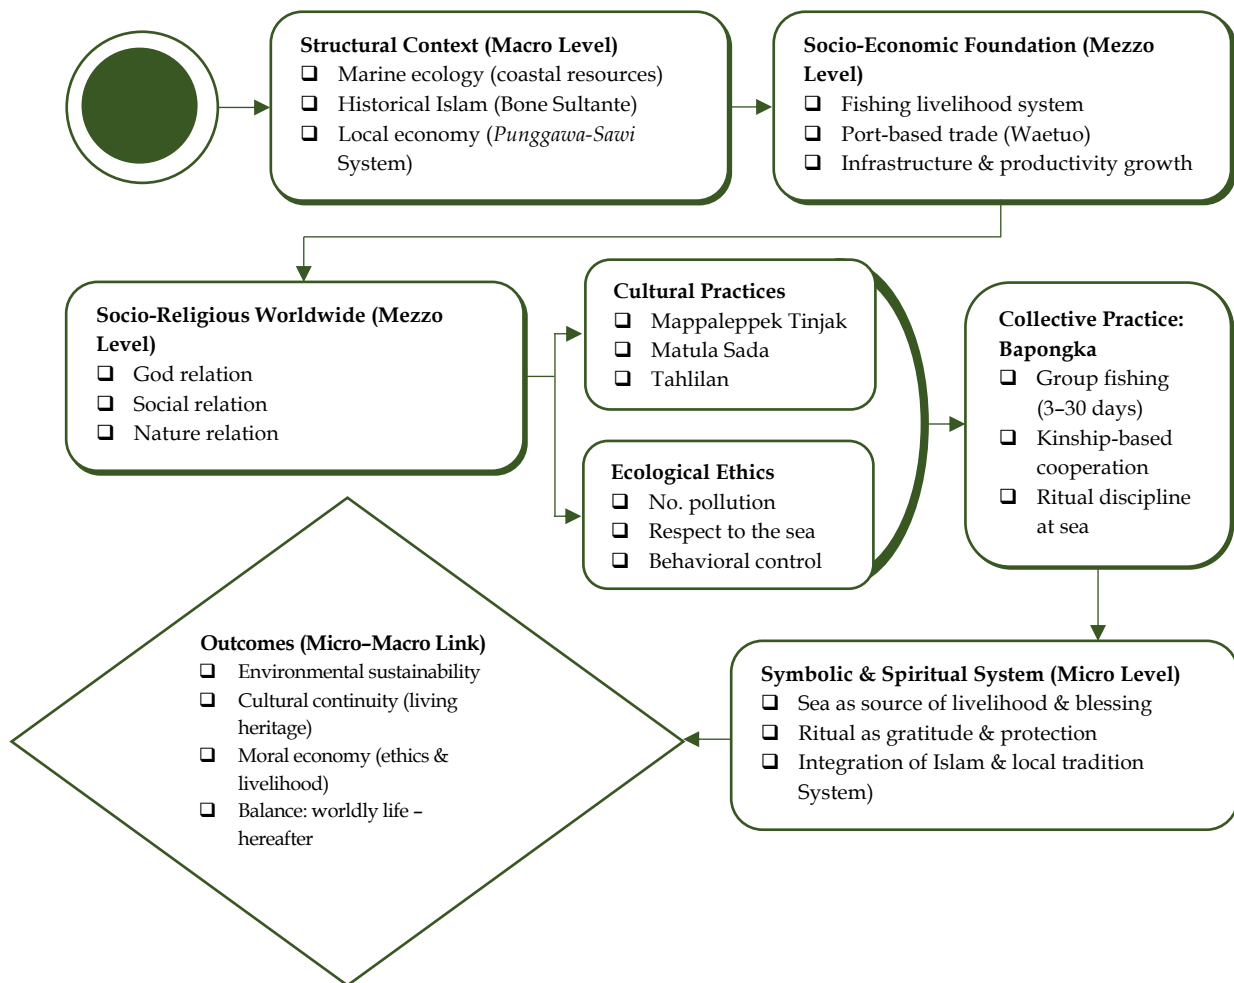 Structural Context (Macro Level)
❑ Marine ecology (coastal resources)
❑ Historical Islam (Bone Sultante)
❑ Local economy (Punggawa-Sawi
System)
Socio-Economic Foundation (Mezzo
Level)
❑ Fishing livelihood system
❑ Port-based trade (Waetuo)
❑ Infrastructure & productivity growth
Socio-Religious Worldwide (Mezzo
Level)
❑ God relation
❑ Social relation
❑ Nature relation
Cultural Practices
❑ Mappaleppek Tinjak
❑ Matula Sada
❑ Tahlilan
Ecological Ethics
❑ No. pollution
❑ Respect to the sea
❑ Behavioral control
Collective Practice:
Bapongka
❑ Group fishing
(3–30 days)
❑ Kinship-based
cooperation
❑ Ritual discipline
at sea
Symbolic & Spiritual System (Micro Level)
❑ Sea as source of livelihood & blessing
❑ Ritual as gratitude & protection
❑ Integration of Islam & local tradition
System)
Outcomes (Micro–Macro Link)
❑ Environmental sustainability
❑ Cultural continuity (living
heritage)
❑ Moral economy (ethics &
livelihood)
❑ Balance: worldly life –
hereafter